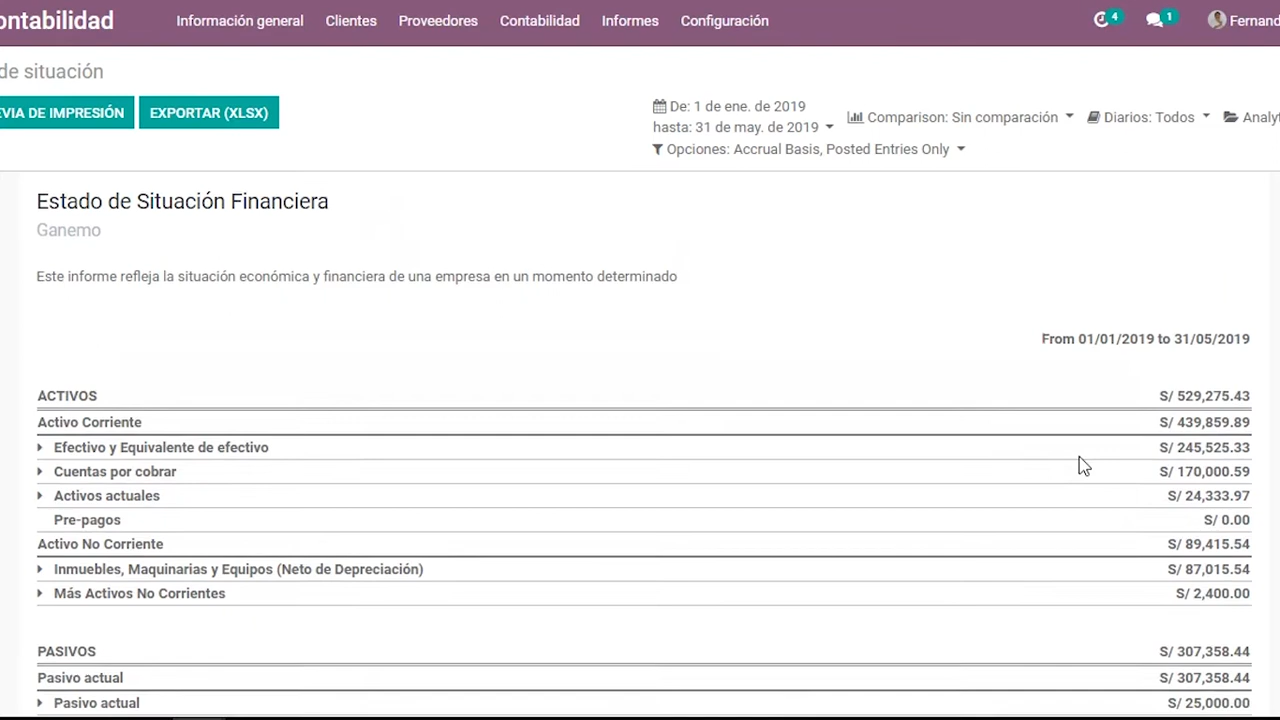 ontabilidad Información general Clientes Proveedores Contabilidad Informes Configuración 4 1 Fernand
de situación
EVIA DE IMPRESIÓN EXPORTAR (XLSX)
De: 1 de ene. de 2019
hasta: 31 de may. de 2019
Comparison: Sin comparación Diarios: Todos Analyt
Opciones: Accrual Basis, Posted Entries Only
Estado de Situación Financiera
Ganemo
Este informe refleja la situación económica y financiera de una empresa en un momento determinado
From 01/01/2019 to 31/05/2019
ACTIVOS S/ 529,275.43
Activo Corriente S/ 439,859.89
Efectivo y Equivalente de efectivo S/ 245,525.33
Cuentas por cobrar S/ 170,000.59
Activos actuales S/ 24,333.97
Pre-pagos S/ 0.00
Activo No Corriente S/ 89,415.54
Inmuebles, Maquinarias y Equipos (Neto de Depreciación) S/ 87,015.54
Más Activos No Corrientes S/ 2,400.00
PASIVOS S/ 307,358.44
Pasivo actual S/ 307,358.44
Pasivo actual S/ 25,000.00